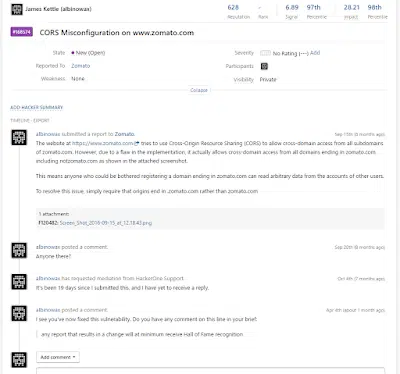 James Kettle (albinowax)
628 - 6.89 97th 28.21 98th
Reputation Rank Signal Percentile Impact Percentile
#168574 CORS Misconfiguration on www.zomato.com
State ● New (Open) Severity No Rating (---) Add
Reported To Zomato Participants
Weakness None Visibility Private
Collapse
ADD HACKER SUMMARY
TIMELINE · EXPORT
albinowax submitted a report to Zomato. Sep 15th (8 months ago)
The website at https://www.zomato.com tries to use Cross-Origin Resource Sharing (CORS) to allow cross-domain access from all subdomains
of zomato.com. However, due to a flaw in the implementation, it actually allows cross-domain access from all domains ending in zomato.com
including notzomato.com as shown in the attached screenshot.
This means anyone who could be bothered registering a domain ending in zomato.com can read arbitrary data from the accounts of other users.
To resolve this issue, simply require that origins end in .zomato.com rather than zomato.com
1 attachment:
F120482: Screen_Shot_2016-09-15_at_12.18.43.png
albinowax posted a comment. Sep 20th (8 months ago)
Anyone there?
albinowax has requested mediation from HackerOne Support. Oct 4th (7 months ago)
It's been 19 days since I submitted this, and I have yet to receive a reply.
albinowax posted a comment. Apr 4th (about 1 month ago)
I see you've now fixed this vulnerability. Do you have any comment on this line in your brief:
any report that results in a change will at minimum receive Hall of Fame recognition
Add comment